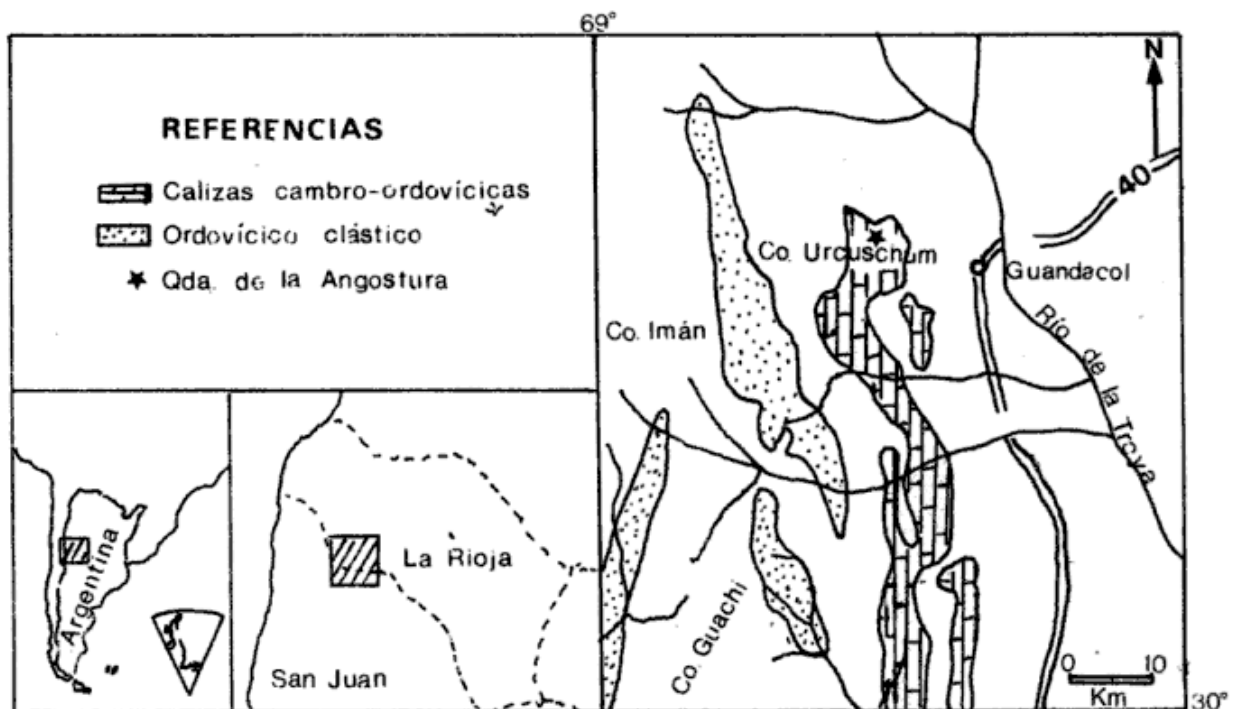 69°
REFERENCIAS
Calizas cambro-ordovícicas
Ordovícico clástico
Qda. de la Angostura
Argentina
La Rioja
San Juan
N
40
Co. Urcuschum
Guandacol
Co. Imán
Río de la Troya
Co. Guachi
0 10
Km
30°